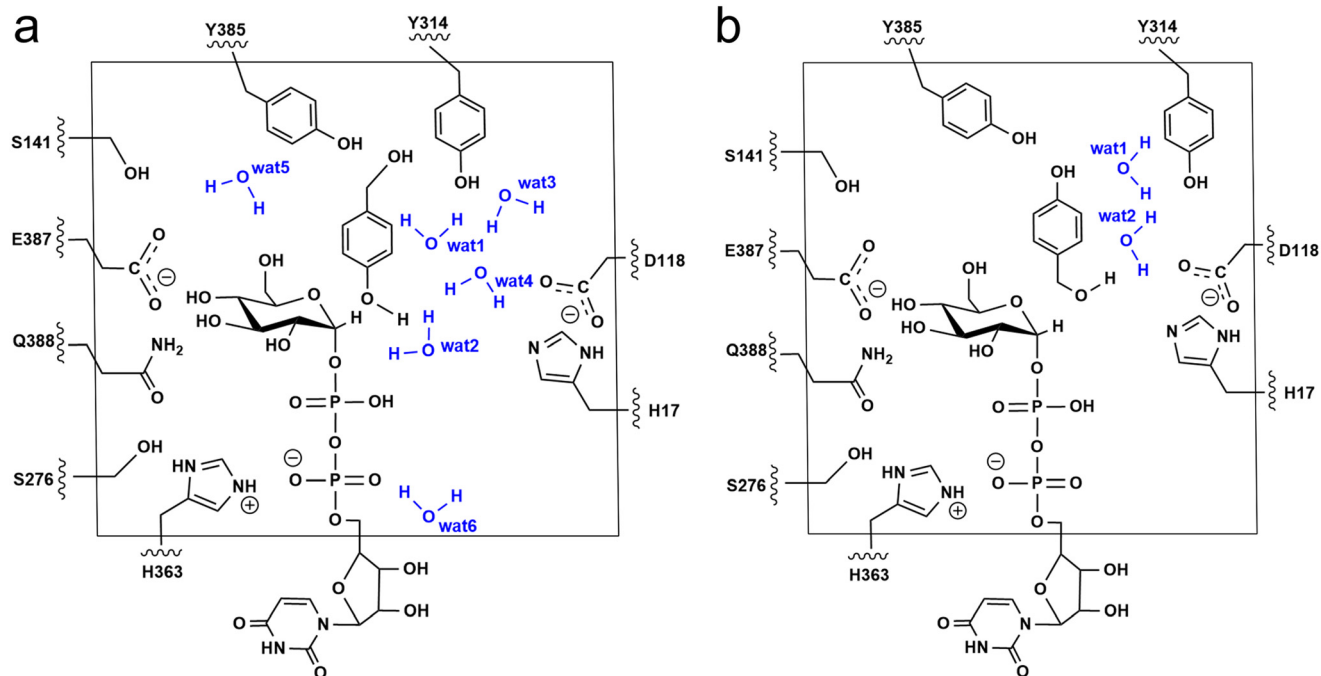 a
Y385
Y314
OH
OH
S141
OH
H
O
wat5
H
OH
H
H
O
wat3
H
H
O
wat1
H
E387
O
C
O
⊖
OH
HO
O
HO
HO
H
O
H
H
O
wat4
H
O
C
O
⊖
D118
Q388
NH2
O
H
H
O
wat2
N
NH
H17
O
O
P
OH
O
⊖
O
P
O
O
S276
OH
HN
NH
⊕
H363
H
H
O
wat6
O
OH
OH
O
N
HN
O
b
Y385
Y314
OH
OH
S141
OH
OH
wat1
H
O
H
wat2
H
O
H
E387
O
C
O
⊖
OH
HO
O
HO
HO
H
O
H
O
C
O
⊖
D118
Q388
NH2
O
N
NH
H17
O
O
P
OH
O
⊖
O
P
O
O
S276
OH
HN
NH
⊕
H363
O
OH
OH
O
N
HN
O